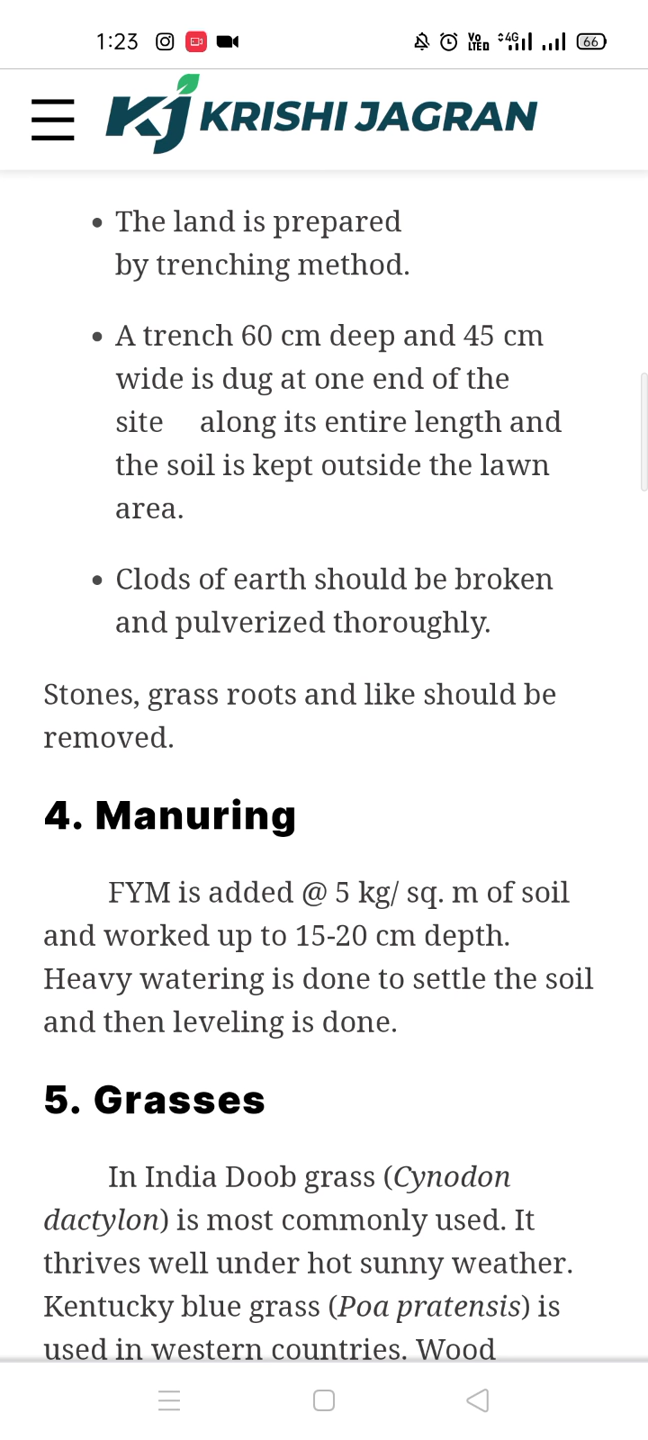 1:23
Vo LTED 4G 66
KJ KRISHI JAGRAN
• The land is prepared
by trenching method.
• A trench 60 cm deep and 45 cm
wide is dug at one end of the
site along its entire length and
the soil is kept outside the lawn
area.
• Clods of earth should be broken
and pulverized thoroughly.
Stones, grass roots and like should be
removed.
4. Manuring
FYM is added @ 5 kg/ sq. m of soil
and worked up to 15-20 cm depth.
Heavy watering is done to settle the soil
and then leveling is done.
5. Grasses
In India Doob grass (Cynodon
dactylon) is most commonly used. It
thrives well under hot sunny weather.
Kentucky blue grass (Poa pratensis) is
used in western countries. Wood